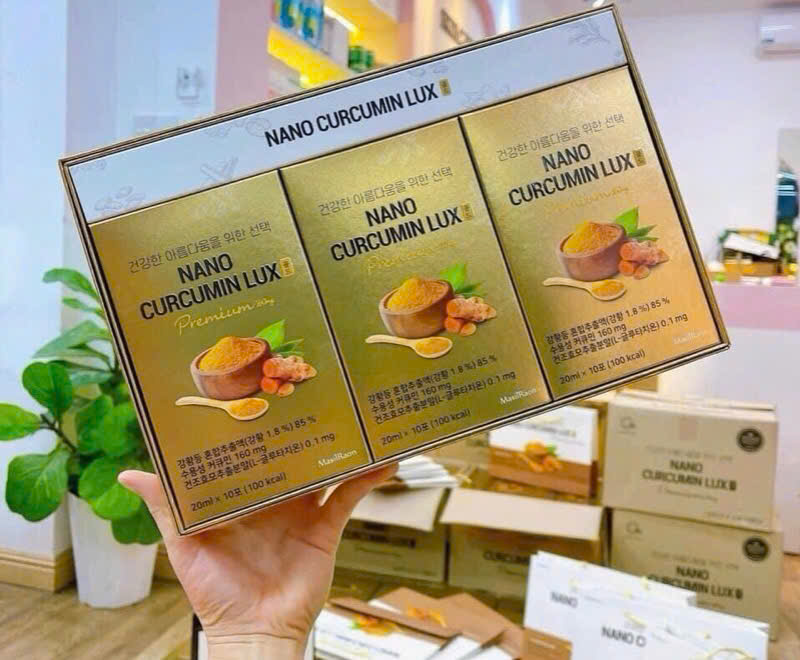 NANO CURCUMIN LUX
건강한 아름다움을 위한 선택
NANO
CURCUMIN LUX
Premium
강황등 혼합추출액(강황 1.8%) 85%
수용성 커큐민 160 mg
건조효모추출분말(L-글루타치온) 0.1 mg
20ml × 10포 (100 kcal)
MasilRaon
건강한 아름다움을 위한 선택
NANO
CURCUMIN LUX
Premium
강황등 혼합추출액(강황 1.8%) 85%
수용성 커큐민 160 mg
건조효모추출분말(L-글루타치온) 0.1 mg
20ml × 10포 (100 kcal)
MasilRaon
건강한 아름다움을 위한 선택
NANO
CURCUMIN LUX
Premium
강황등 혼합추출액(강황 1.8%) 85%
수용성 커큐민 160 mg
건조효모추출분말(L-글루타치온) 0.1 mg
20ml × 10포 (100 kcal)
MasilRaon
NANO
CURCUMIN LUX
NANO
CURCUMIN LUX
NANO
NANO C